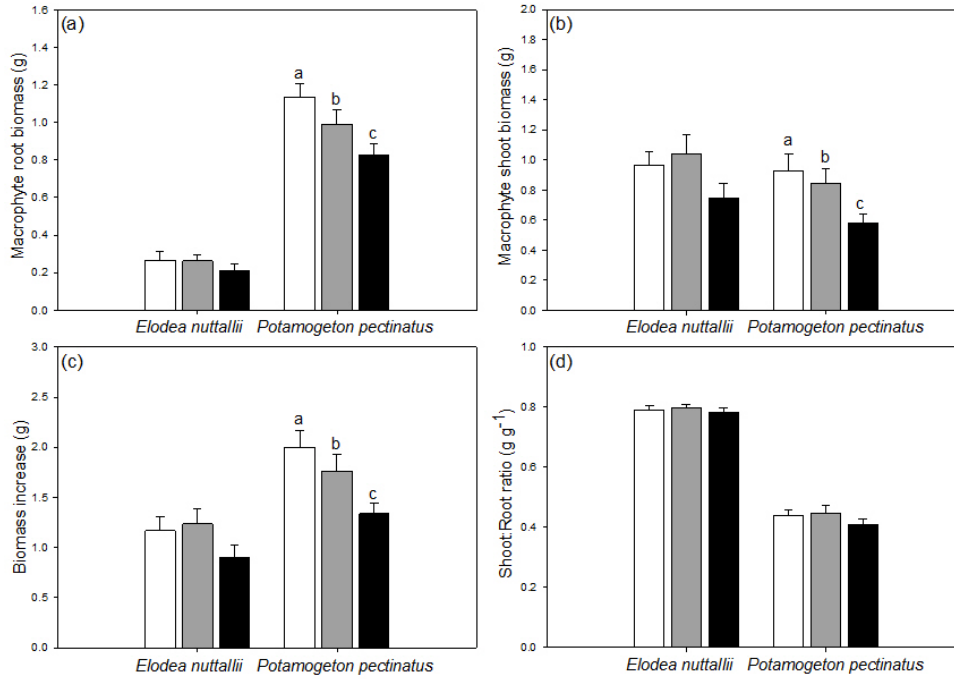 (a)
Macrophyte root biomass (g)
1.6
1.4
1.2
1.0
0.8
0.6
0.4
0.2
0.0
a
b
c
Elodea nuttallii Potamogeton pectinatus
(b)
Macrophyte shoot biomass (g)
2.0
1.8
1.6
1.4
1.2
1.0
0.8
0.6
0.4
0.2
0.0
a
b
c
Elodea nuttallii Potamogeton pectinatus
(c)
Biomass increase (g)
3.0
2.5
2.0
1.5
1.0
0.5
0.0
a
b
c
Elodea nuttallii Potamogeton pectinatus
(d)
Shoot:Root ratio (g g⁻¹)
1.0
0.8
0.6
0.4
0.2
0.0
Elodea nuttallii Potamogeton pectinatus